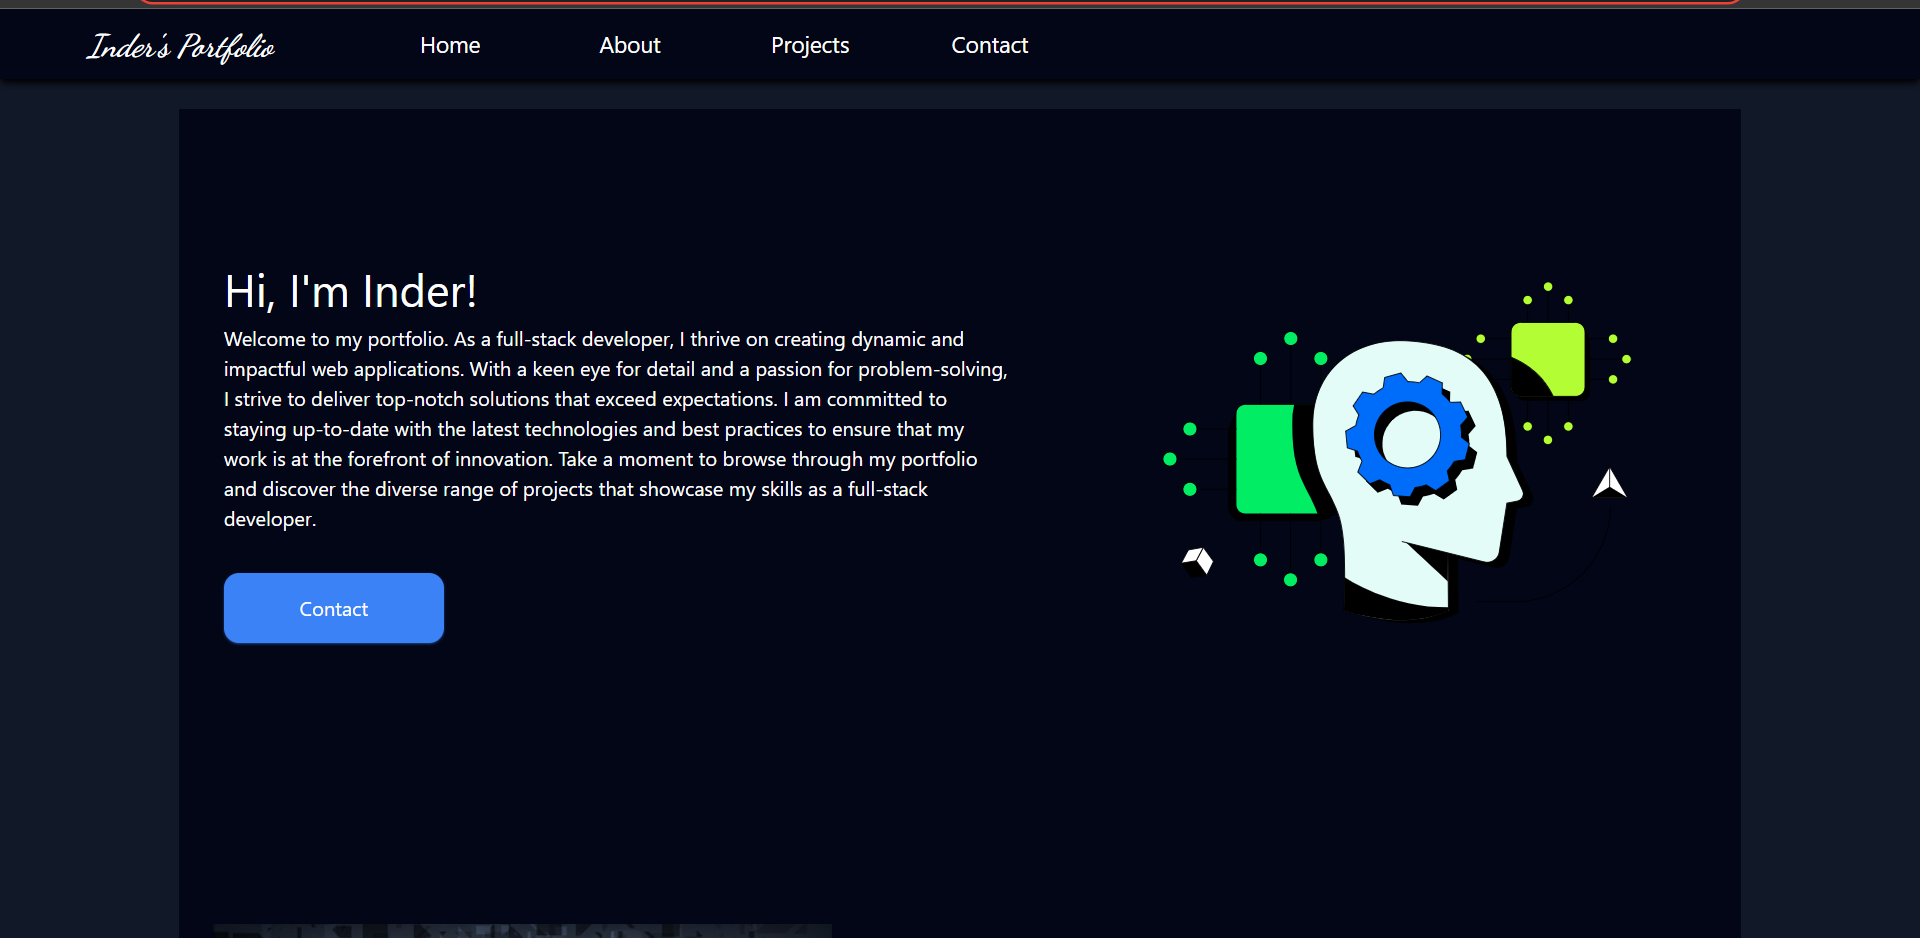 Inder's Portfolio
Home
About
Projects
Contact
Hi, I'm Inder!
Welcome to my portfolio. As a full-stack developer, I thrive on creating dynamic and
impactful web applications. With a keen eye for detail and a passion for problem-solving,
I strive to deliver top-notch solutions that exceed expectations. I am committed to
staying up-to-date with the latest technologies and best practices to ensure that my
work is at the forefront of innovation. Take a moment to browse through my portfolio
and discover the diverse range of projects that showcase my skills as a full-stack
developer.
Contact